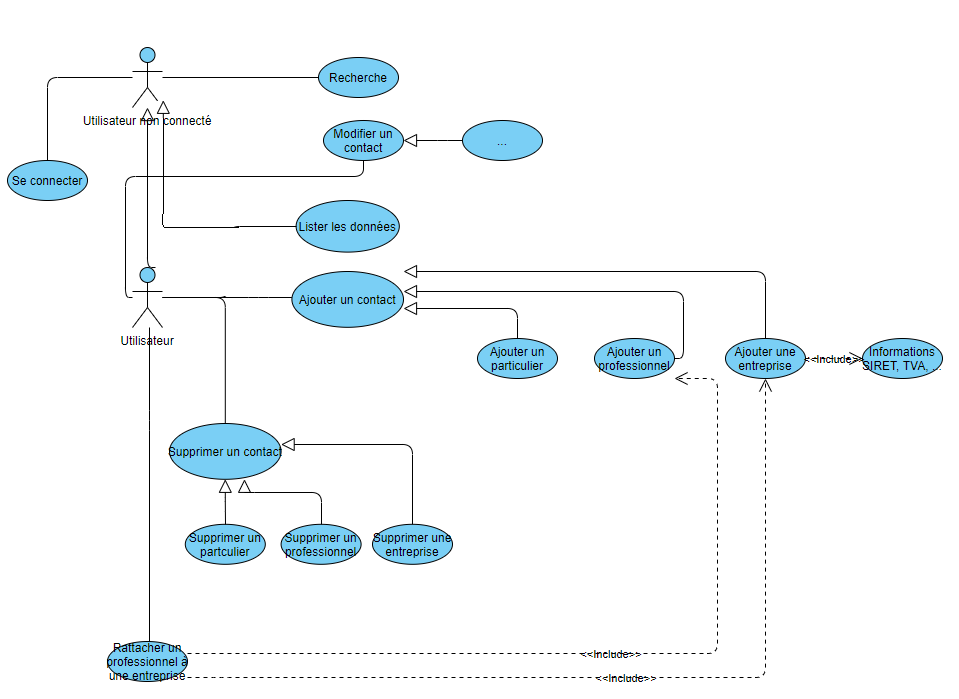 Recherche
Utilisateur non connecté
Modifier un
contact
...
Se connecter
Lister les données
Ajouter un contact
Utilisateur
Ajouter un
particulier
Ajouter un
professionnel
Ajouter une
entreprise
<<Include>>
Informations
SIRET, TVA, ...
Supprimer un contact
Supprimer un
partculier
Supprimer un
professionnel
Supprimer une
entreprise
Rattacher un
professionnel à
une entreprise
<<Include>>
<<Include>>